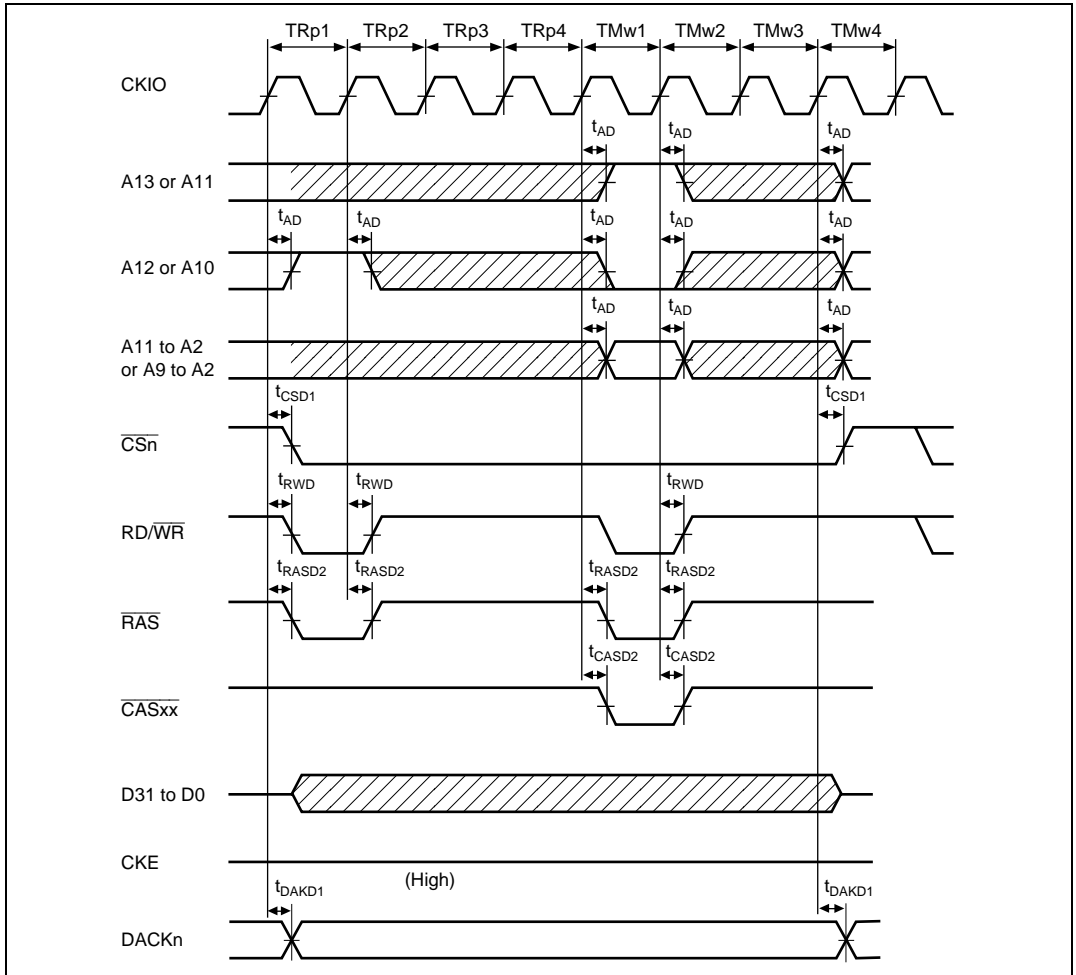 TRp1 TRp2 TRp3 TRp4 TMw1 TMw2 TMw3 TMw4
CKIO
tAD tAD tAD
A13 or A11
tAD tAD tAD tAD tAD
A12 or A10
tAD tAD tAD
A11 to A2
or A9 to A2
tCSD1 tCSD1
CSn
tRWD tRWD tRWD
RD/WR
tRASD2 tRASD2 tRASD2 tRASD2
RAS
tCASD2 tCASD2
CASxx
D31 to D0
CKE
(High)
tDAKD1 tDAKD1
DACKn